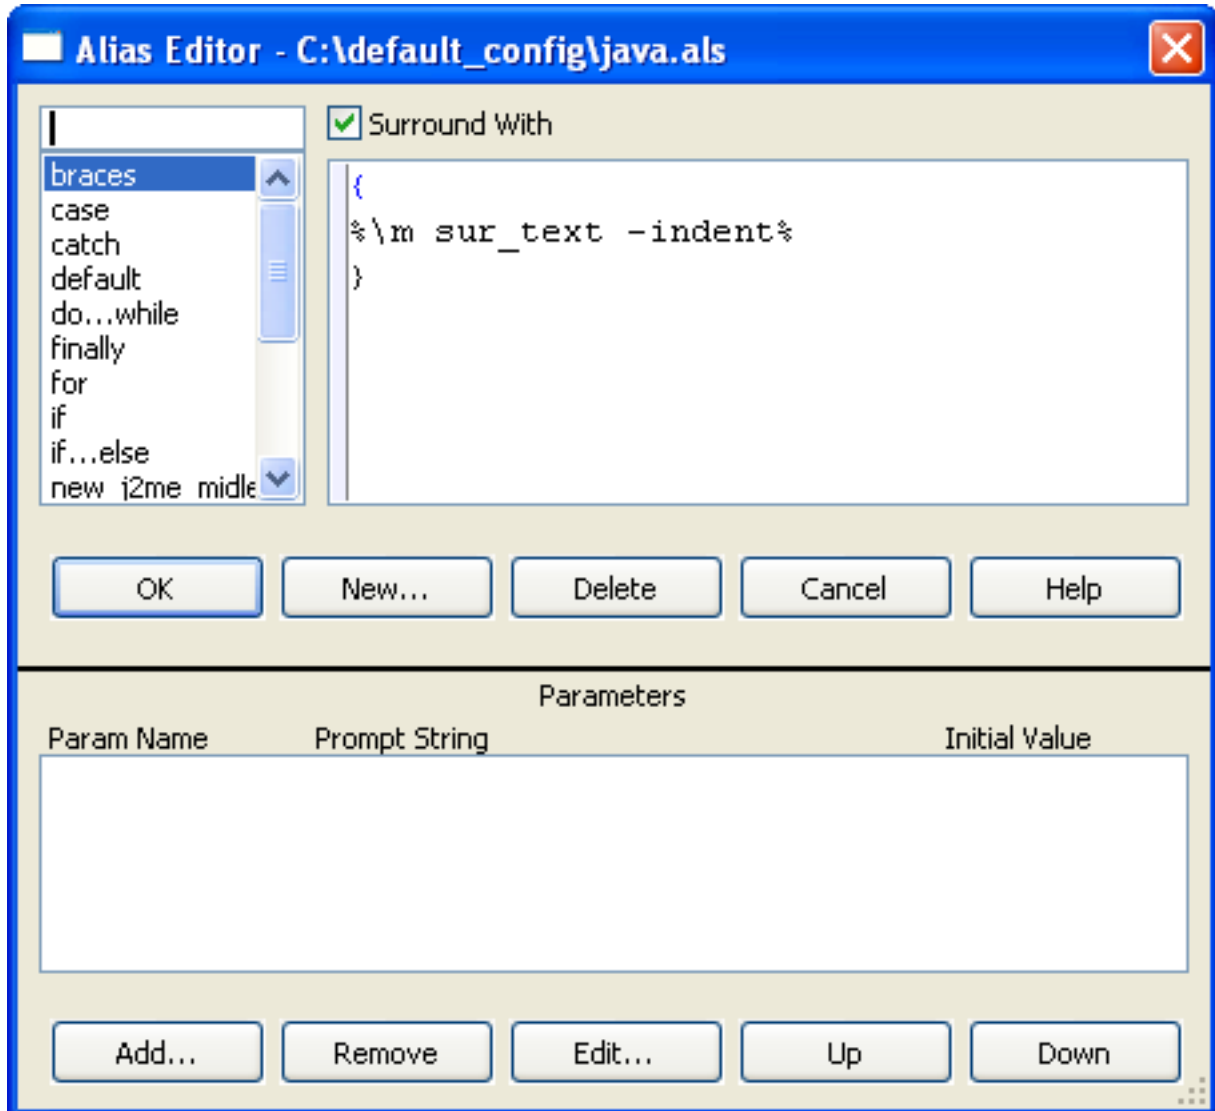 Alias Editor - C:\default_config\java.als
Surround With
braces
case
catch
default
do...while
finally
for
if
if...else
new_j2me_midle
{
%\m sur_text -indent%
}
OK
New...
Delete
Cancel
Help
Parameters
Param Name
Prompt String
Initial Value
Add...
Remove
Edit...
Up
Down